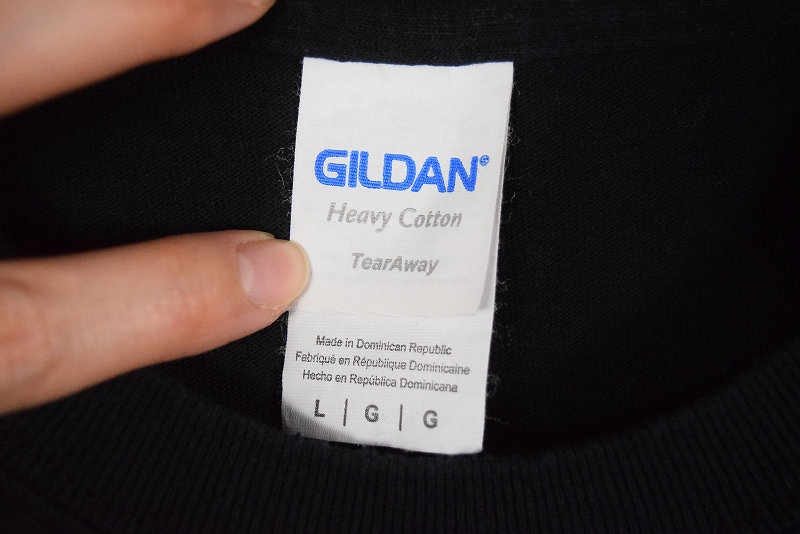 GILDAN®
Heavy Cotton
TearAway
Made in Dominican Republic
Fabriqué en République Dominicaine
Hecho en República Dominicana
L | G | G